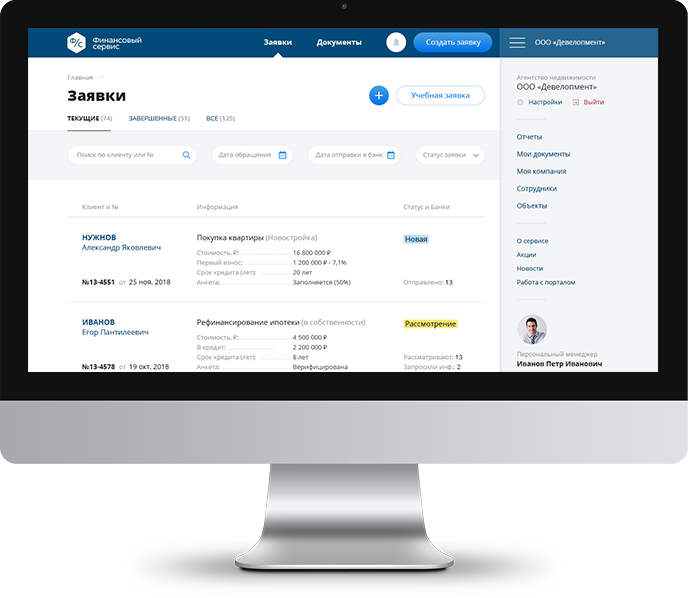 Ф/С
Финансовый
сервис
Заявки
Документы
Создать заявку
ООО «Девелопмент»
Главная
Заявки
+
Учебная заявка
ТЕКУЩИЕ (74)
ЗАВЕРШЕННЫЕ (51)
ВСЕ (125)
Поиск по клиенту или №
Дата обращения
Дата отправки в банк
Статус заявки
Клиент и №
Информация
Статус и Банки
НУЖНОВ
Александр Яковлевич
№13-4551 от 25 ноя. 2018
Покупка квартиры (Новостройка)
Стоимость, ₽: 16 800 000 ₽
Первый взнос: 1 200 000 ₽ - 7,1%
Срок кредита (лет): 20 лет
Анкета: Заполняется (50%)
Новая
Отправлено: 13
ИВАНОВ
Егор Пантилеевич
№13-4578 от 19 окт. 2018
Рефинансирование ипотеки (в собственности)
Стоимость, ₽: 4 500 000 ₽
В кредит: 2 200 000 ₽
Срок кредита (лет): 8 лет
Анкета: Верифицирована
Рассмотрение
Рассматривают: 13
Запросили инф.: 2
Агентство недвижимости
ООО «Девелопмент»
Настройки
Выйти
Отчеты
Мои документы
Моя компания
Сотрудники
Объекты
О сервисе
Акции
Новости
Работа с порталом
Персональный менеджер
Иванов Петр Иванович